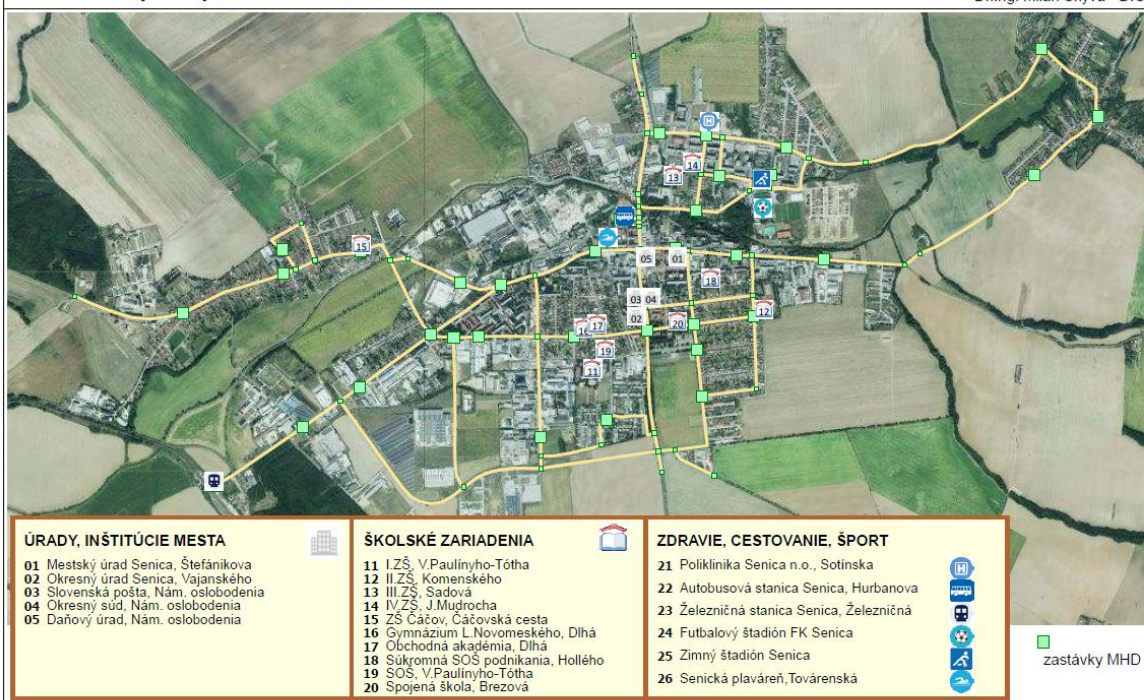 15
13
14
05
01
18
03 04
02
17
20
12
19
11
ÚRADY, INŠTITÚCIE MESTA
01 Mestský úrad Senica, Štefánikova
02 Okresný úrad Senica, Vajanského
03 Slovenská pošta, Nám. oslobodenia
04 Okresný súd, Nám. oslobodenia
05 Daňový úrad, Nám. oslobodenia
ŠKOLSKÉ ZARIADENIA
11 I.ZŠ, V.Paulínyho-Tótha
12 II.ZŠ, Komenského
13 III.ZŠ, Sadová
14 IV.ZŠ, J.Mudrocha
15 ZŠ Čáčov, Čáčovská cesta
16 Gymnázium L.Novomeského, Dlhá
17 Obchodná akadémia, Dlhá
18 Súkromná SOŠ podnikania, Hollého
19 SOŠ, V.Paulínyho-Tótha
20 Spojená škola, Brezová
ZDRAVIE, CESTOVANIE, ŠPORT
21 Poliklinika Senica n.o., Sotínska
22 Autobusová stanica Senica, Hurbanova
23 Železničná stanica Senica, Železničná
24 Futbalový štadión FK Senica
25 Zimný štadión Senica
26 Senická plaváreň,Továrenská
zastávky MHD